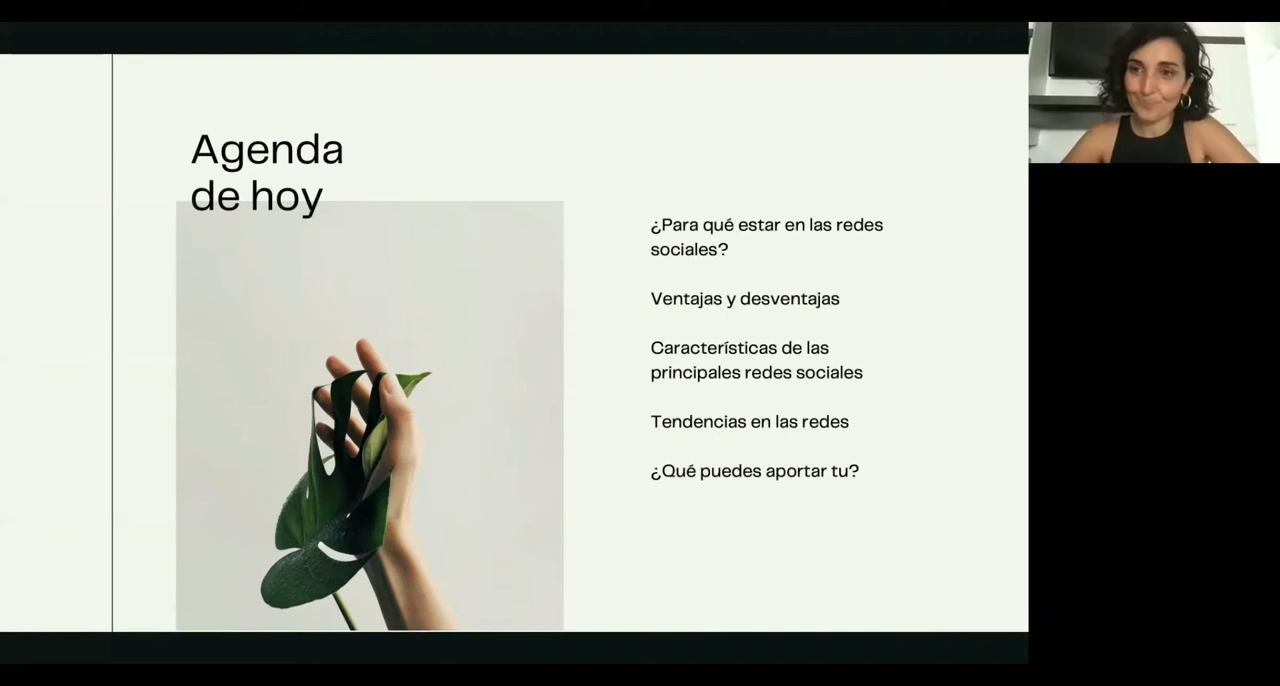 Agenda
de hoy
¿Para qué estar en las redes
sociales?
Ventajas y desventajas
Características de las
principales redes sociales
Tendencias en las redes
¿Qué puedes aportar tu?